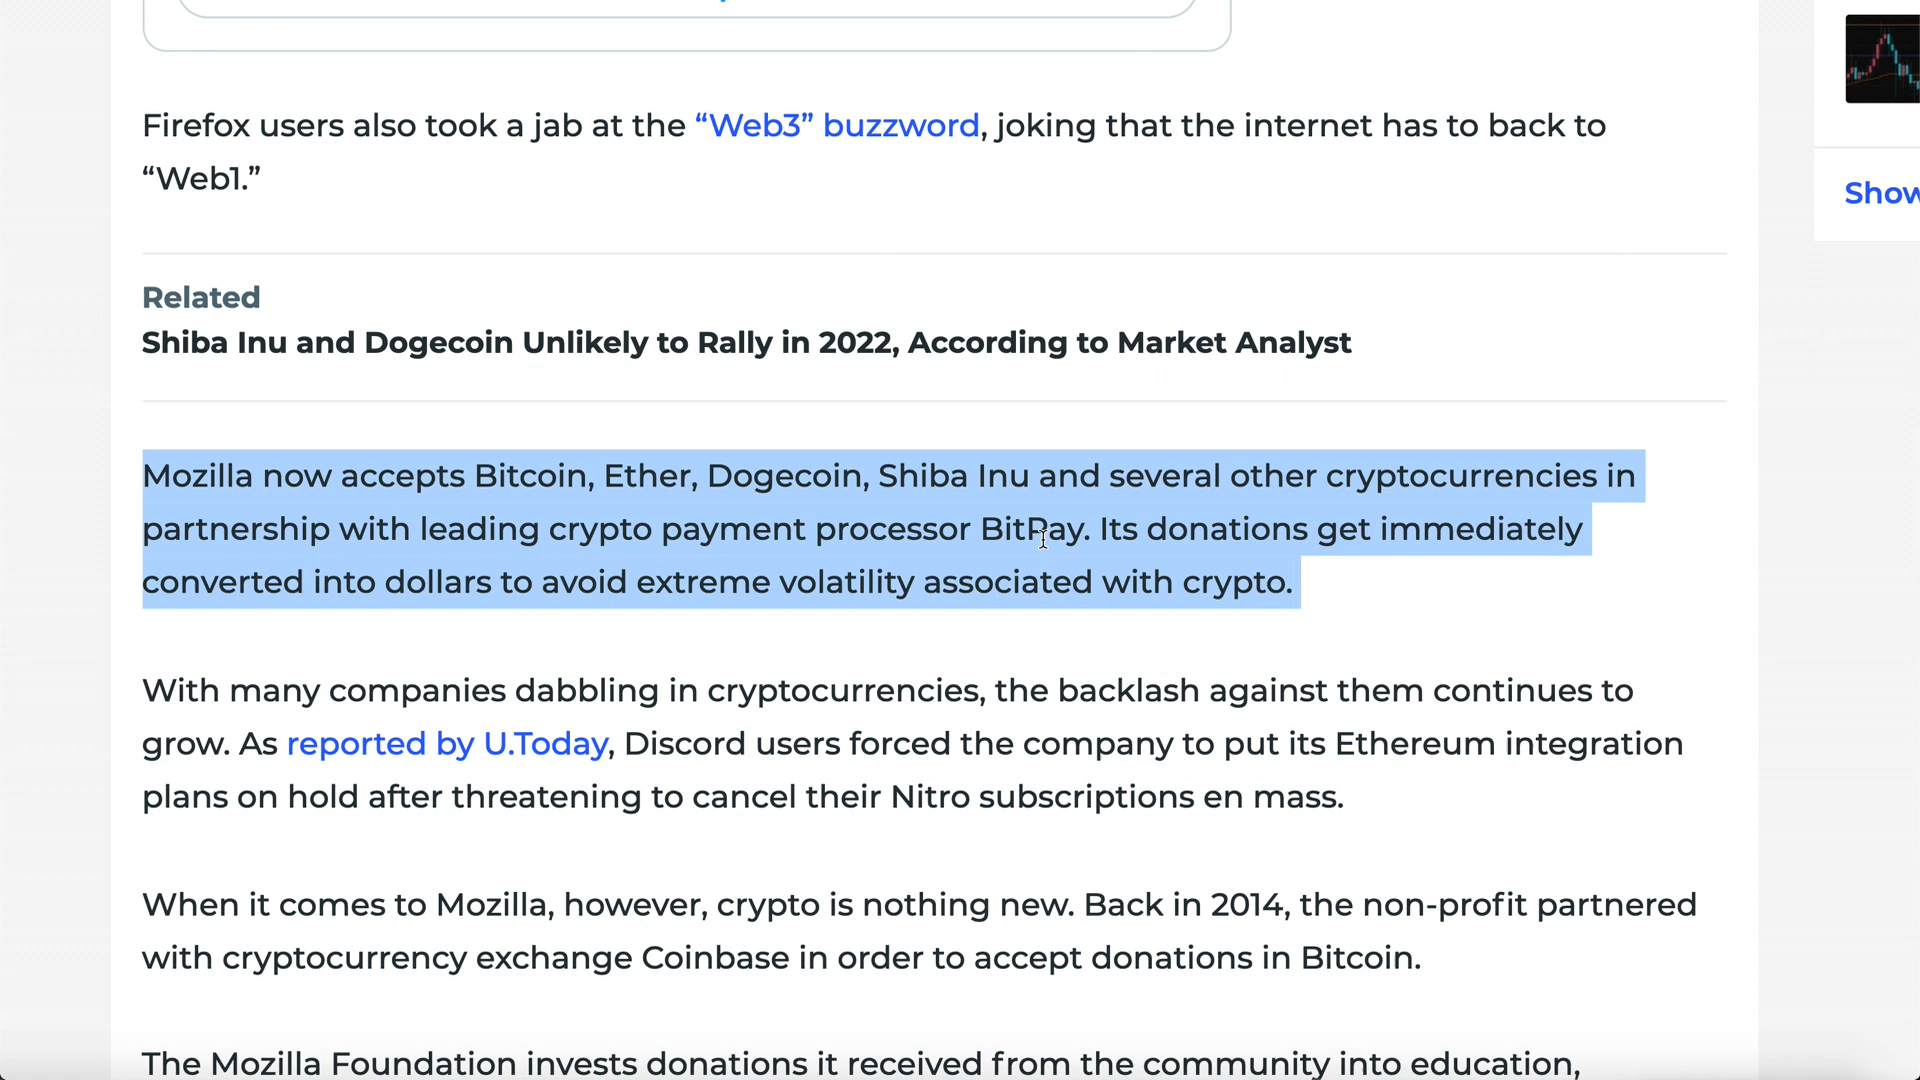 Firefox users also took a jab at the “Web3” buzzword, joking that the internet has to back to
“Web1.”
Show
Related
Shiba Inu and Dogecoin Unlikely to Rally in 2022, According to Market Analyst
Mozilla now accepts Bitcoin, Ether, Dogecoin, Shiba Inu and several other cryptocurrencies in
partnership with leading crypto payment processor BitPay. Its donations get immediately
converted into dollars to avoid extreme volatility associated with crypto.
With many companies dabbling in cryptocurrencies, the backlash against them continues to
grow. As reported by U.Today, Discord users forced the company to put its Ethereum integration
plans on hold after threatening to cancel their Nitro subscriptions en mass.
When it comes to Mozilla, however, crypto is nothing new. Back in 2014, the non-profit partnered
with cryptocurrency exchange Coinbase in order to accept donations in Bitcoin.
The Mozilla Foundation invests donations it received from the community into education,